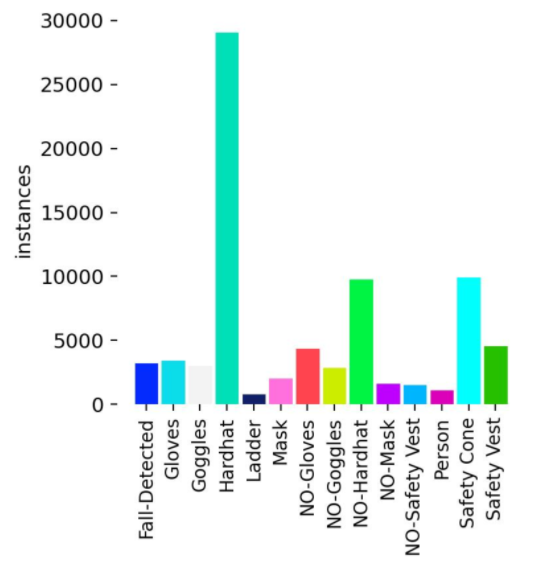 30000
25000
20000
15000
10000
5000
0
instances
Fall-Detected
Gloves
Goggles
Hardhat
Ladder
Mask
NO-Gloves
NO-Goggles
NO-Hardhat
NO-Mask
NO-Safety Vest
Person
Safety Cone
Safety Vest